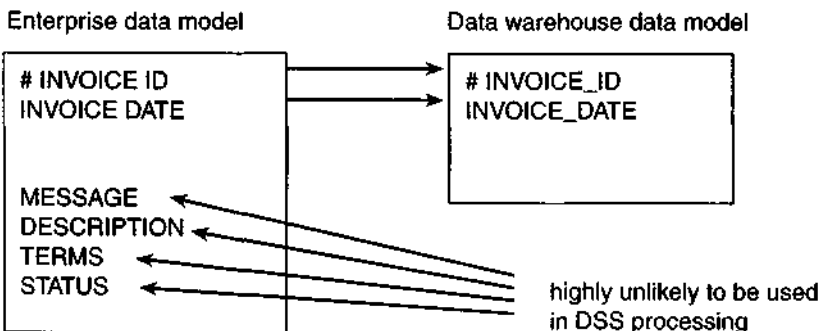 Enterprise data model
# INVOICE ID
INVOICE DATE
MESSAGE
DESCRIPTION
TERMS
STATUS
Data warehouse data model
# INVOICE_ID
INVOICE_DATE
highly unlikely to be used
in DSS processing